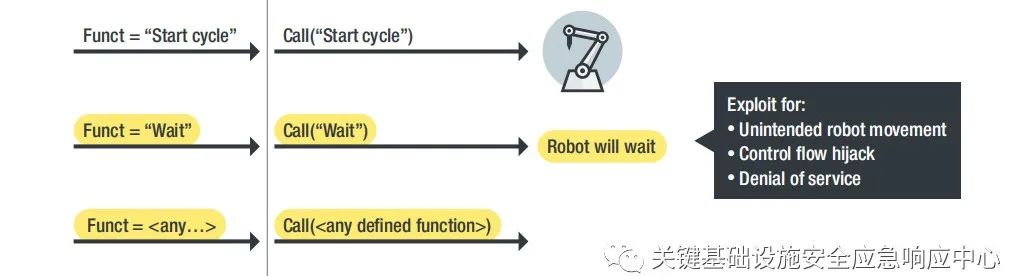 Funct = “Start cycle”
Call(“Start cycle”)
Funct = “Wait”
Call(“Wait”)
Robot will wait
Exploit for:
• Unintended robot movement
• Control flow hijack
• Denial of service
Funct = <any…>
Call(<any defined function>)
关键基础设施安全应急响应中心